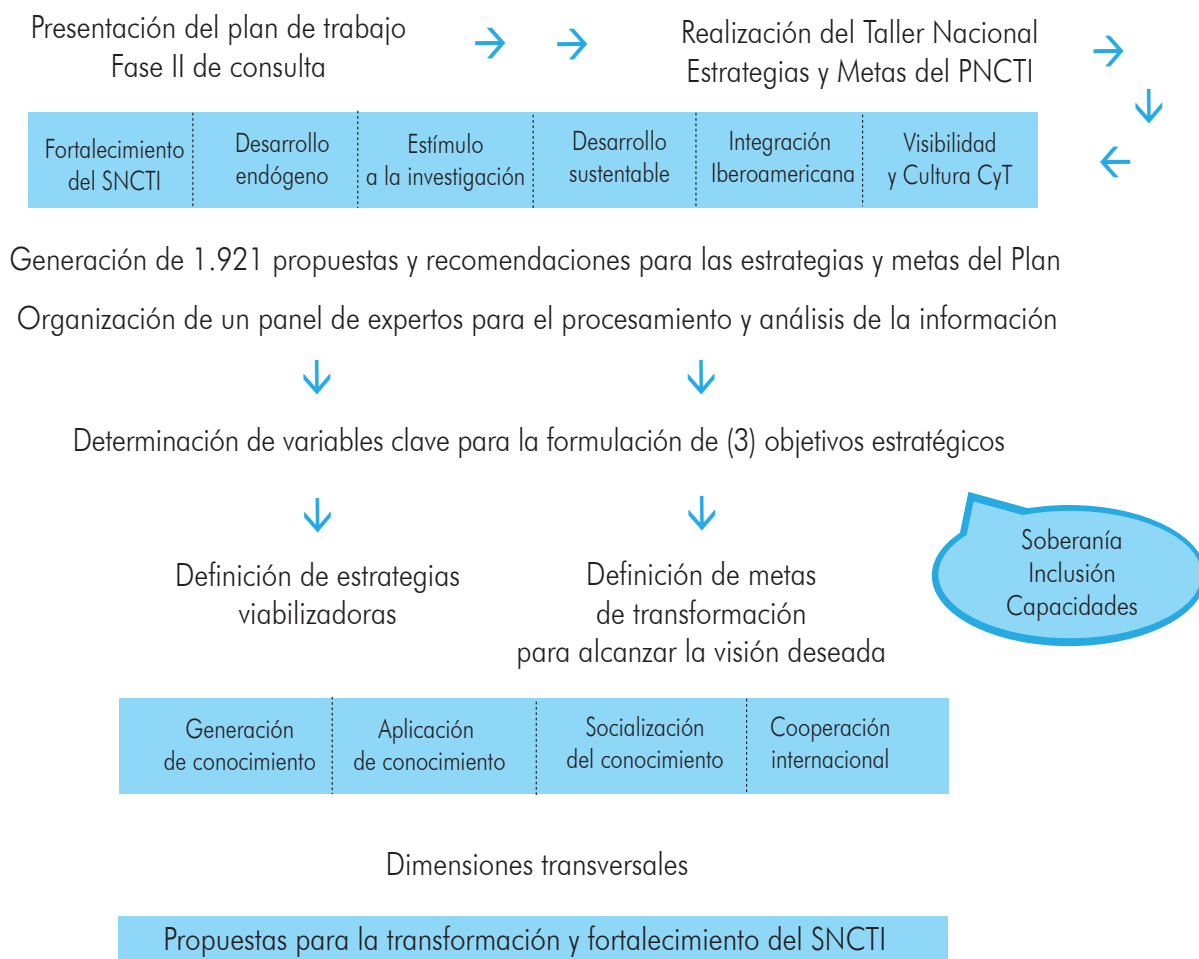 Presentación del plan de trabajo
Fase II de consulta
Realización del Taller Nacional
Estrategias y Metas del PNCTI
Fortalecimiento
del SNCTI
Desarrollo
endógeno
Estímulo
a la investigación
Desarrollo
sustentable
Integración
Iberoamericana
Visibilidad
y Cultura CyT
Generación de 1.921 propuestas y recomendaciones para las estrategias y metas del Plan
Organización de un panel de expertos para el procesamiento y análisis de la información
Determinación de variables clave para la formulación de (3) objetivos estratégicos
Soberanía
Inclusión
Capacidades
Definición de estrategias
viabilizadoras
Definición de metas
de transformación
para alcanzar la visión deseada
Generación
de conocimiento
Aplicación
de conocimiento
Socialización
del conocimiento
Cooperación
internacional
Dimensiones transversales
Propuestas para la transformación y fortalecimiento del SNCTI